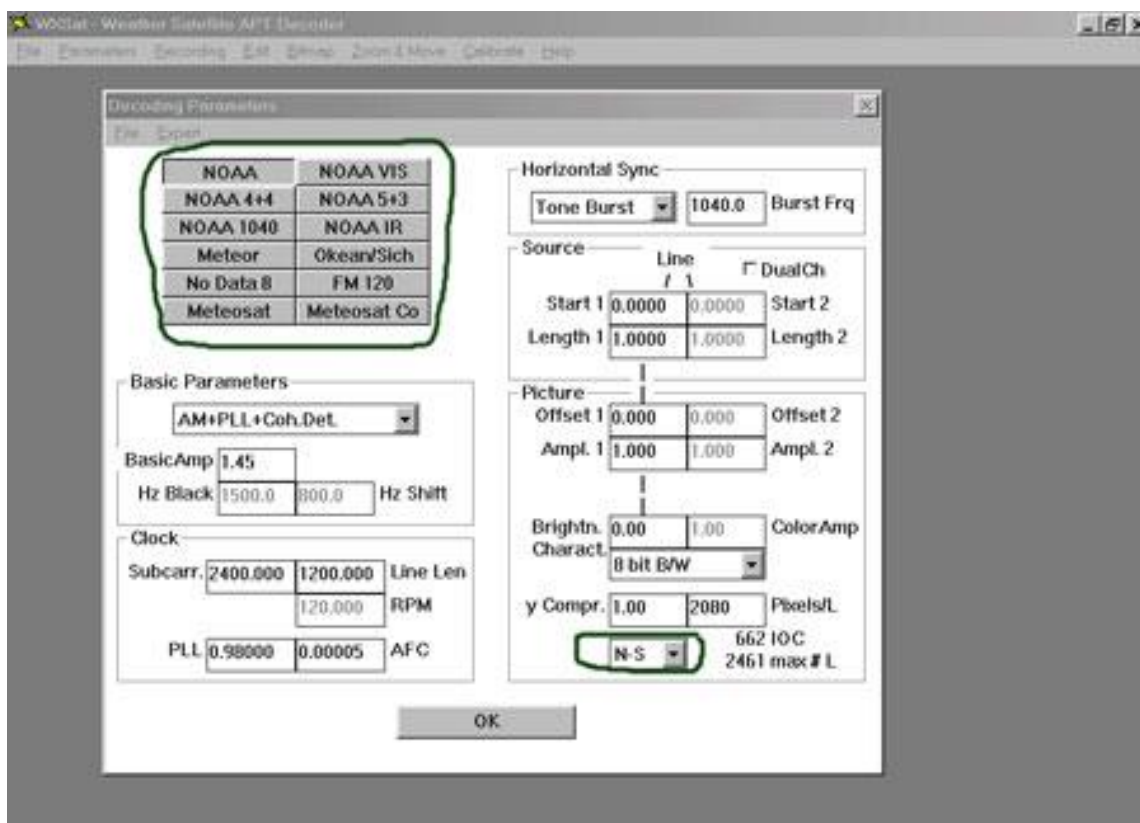 WXSat - Weather Satellite APT Decoder
File Parameters Recording Edit Bitmap Zoom & Move Calibrate Help
Decoding Parameters
File Expert
NOAA NOAA VIS
NOAA 4+4 NOAA 5+3
NOAA 1040 NOAA IR
Meteor Okean/Sich
No Data 8 FM 120
Meteosat Meteosat Co
Basic Parameters
AM+PLL+Coh.Det.
BasicAmp 1.45
Hz Black 1500.0 800.0 Hz Shift
Clock
Subcarr. 2400.000 1200.000 Line Len
120.000 RPM
PLL 0.98000 0.00005 AFC
Horizontal Sync
Tone Burst 1040.0 Burst Frq
Source
Line
/ \
DualCh
Start 1 0.0000 0.0000 Start 2
Length 1 1.0000 1.0000 Length 2
Picture
Offset 1 0.000 0.000 Offset 2
Ampl. 1 1.000 1.000 Ampl. 2
Brightn. 0.00 1.00 ColorAmp
Charact. 8 bit B/W
y Compr. 1.00 2080 Pixels/L
N-S 662 IOC
2461 max # L
OK